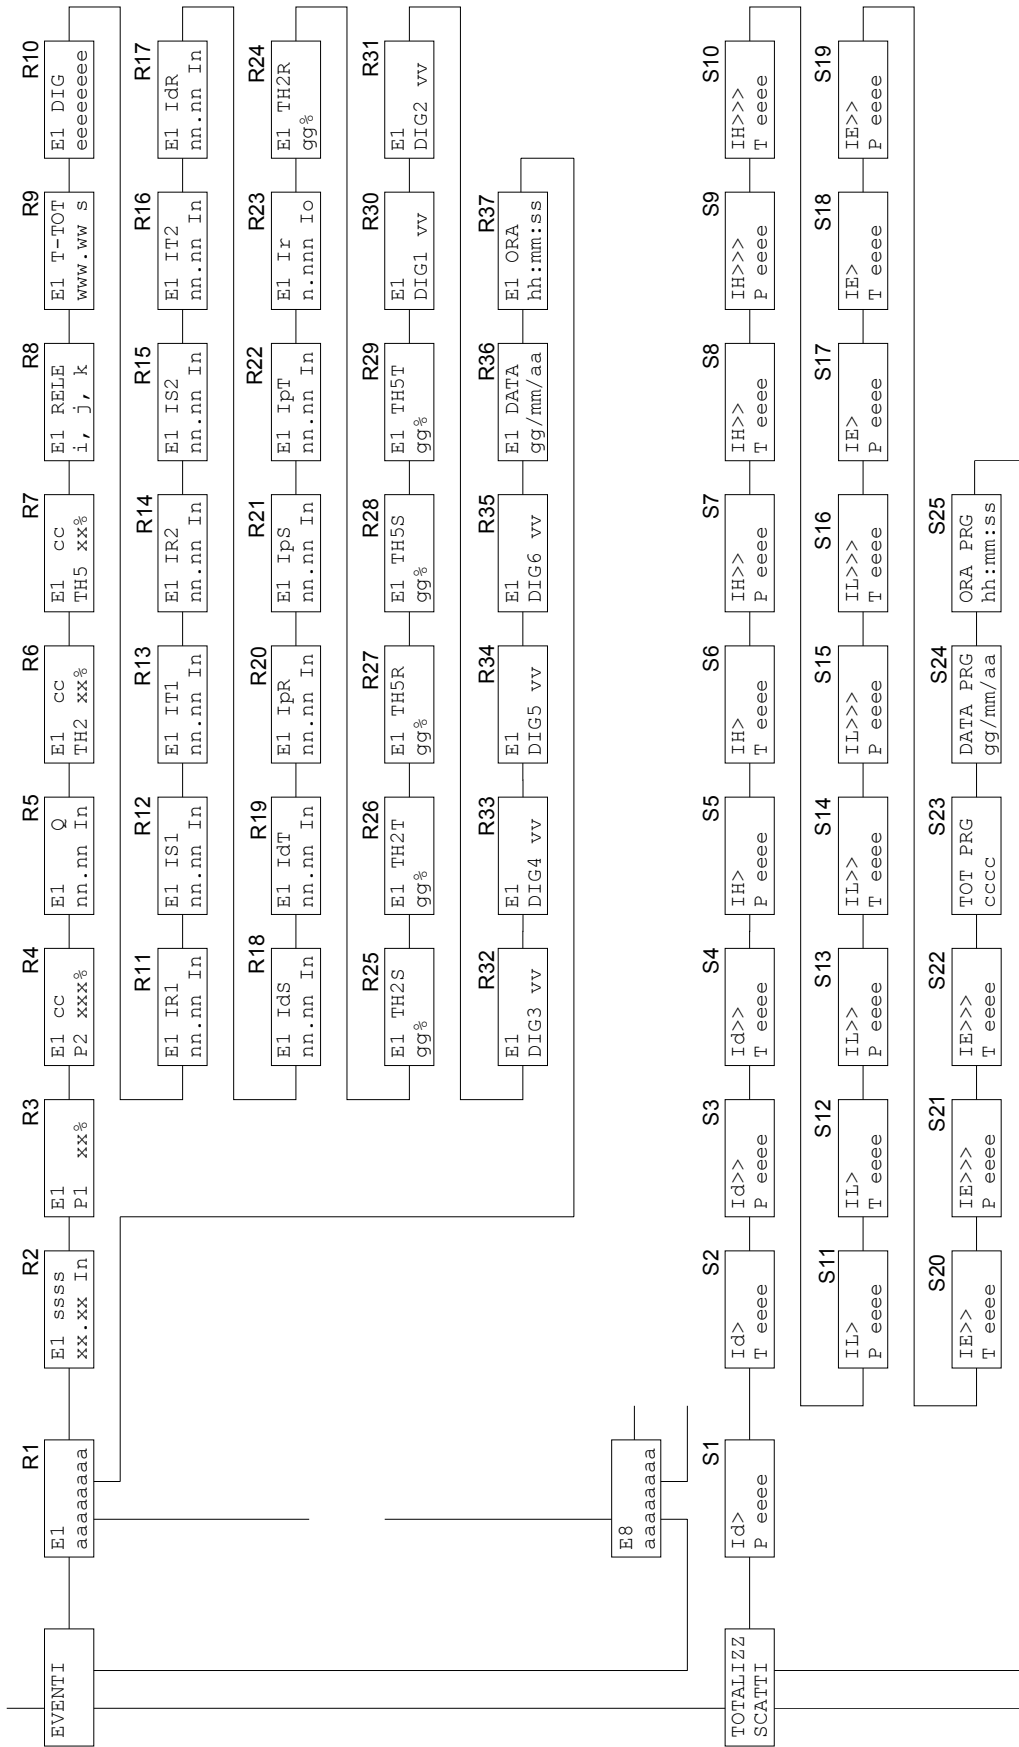 EVENTI
R1
E1
aaaaaaaaa
R2
E1 ssss
xx.xx In
R3
E1
P1 xx%
R4
E1 cc
P2 xxx%
R5
E1 Q
nn.nn In
R6
E1 cc
TH2 xx%
R7
E1 cc
TH5 xx%
R8
E1 RELE
i, j, k
R9
E1 T-TOT
www.ww s
R10
E1 DIG
eeeeeeeee
R11
E1 IR1
nn.nn In
R12
E1 IS1
nn.nn In
R13
E1 IT1
nn.nn In
R14
E1 IR2
nn.nn In
R15
E1 IS2
nn.nn In
R16
E1 IT2
nn.nn In
R17
E1 IdR
nn.nn In
R18
E1 IdS
nn.nn In
R19
E1 IdT
nn.nn In
R20
E1 IpR
nn.nn In
R21
E1 IpS
nn.nn In
R22
E1 IpT
nn.nn In
R23
E1 Ir
n.nnn Io
R24
E1 TH2R
gg%
R25
E1 TH2S
gg%
R26
E1 TH2T
gg%
R27
E1 TH5R
gg%
R28
E1 TH5S
gg%
R29
E1 TH5T
gg%
R30
E1
DIG1 vv
R31
E1
DIG2 vv
R32
E1
DIG3 vv
R33
E1
DIG4 vv
R34
E1
DIG5 vv
R35
E1
DIG6 vv
R36
E1 DATA
gg/mm/aa
R37
E1 ORA
hh:mm:ss
E8
aaaaaaaaa
TOTALIZZ
SCATTI
S1
Id>
P eeee
S2
Id>
T eeee
S3
Id>>
P eeee
S4
Id>>
T eeee
S5
IH>
P eeee
S6
IH>
T eeee
S7
IH>>
P eeee
S8
IH>>
T eeee
S9
IH>>>
P eeee
S10
IH>>>
T eeee
S11
IL>
P eeee
S12
IL>
T eeee
S13
IL>>
P eeee
S14
IL>>
T eeee
S15
IL>>>
P eeee
S16
IL>>>
T eeee
S17
IE>
P eeee
S18
IE>
T eeee
S19
IE>>
P eeee
S20
IE>>
T eeee
S21
IE>>>
P eeee
S22
IE>>>
T eeee
S23
TOT PRG
cccc
S24
DATA PRG
gg/mm/aa
S25
ORA PRG
hh:mm:ss